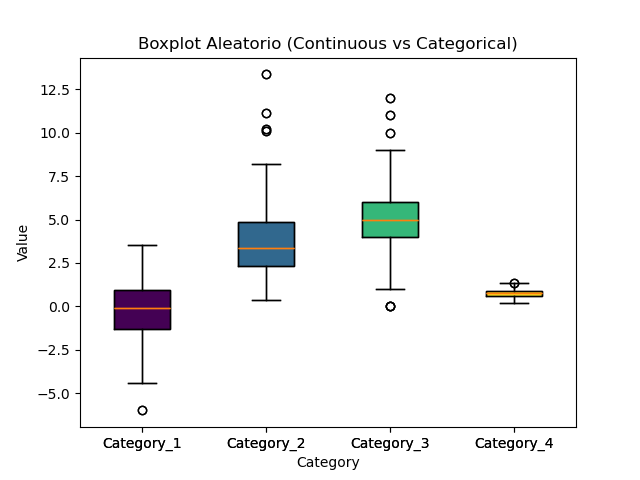 Boxplot Aleatorio (Continuous vs Categorical)
12.5
10.0
7.5
5.0
2.5
0.0
−2.5
−5.0
Value
Category_1 Category_2 Category_3 Category_4
Category